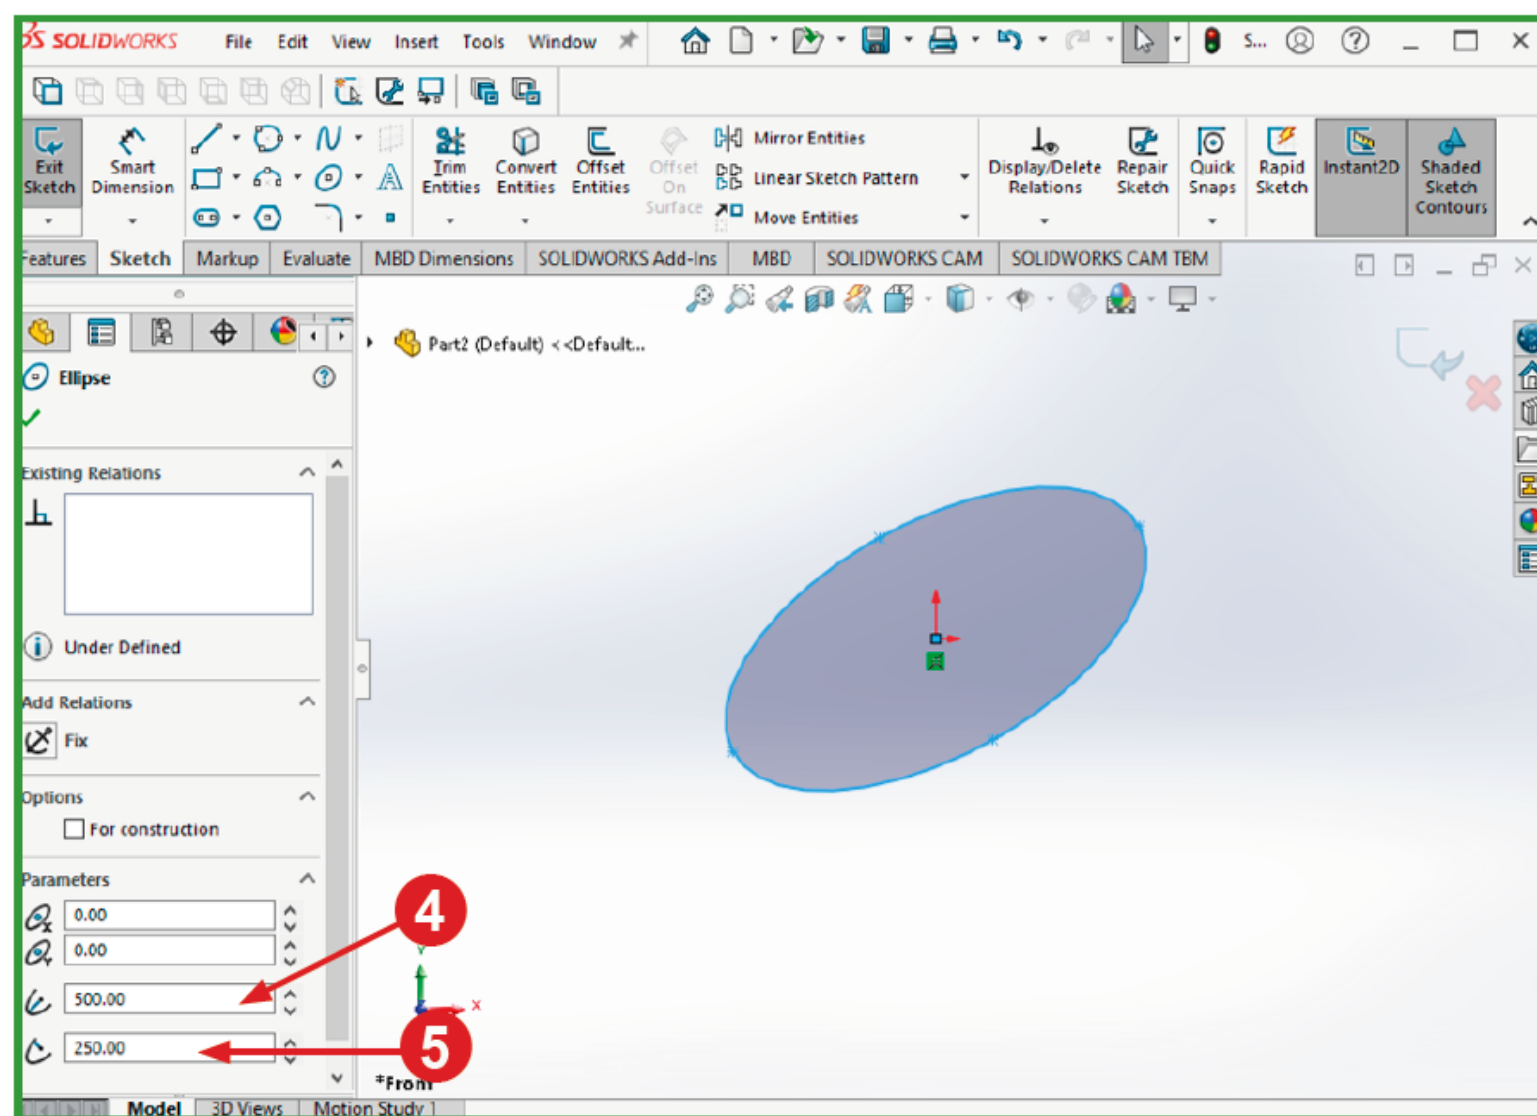 SOLIDWORKS File Edit View Insert Tools Window S...
Exit Sketch
Smart Dimension
Trim Entities
Convert Entities
Offset Entities
Offset On Surface
Mirror Entities
Linear Sketch Pattern
Move Entities
Display/Delete Relations
Repair Sketch
Quick Snaps
Rapid Sketch
Instant2D
Shaded Sketch Contours
Features Sketch Markup Evaluate MBD Dimensions SOLIDWORKS Add-Ins MBD SOLIDWORKS CAM SOLIDWORKS CAM TBM
Part2 (Default) <<Default...
Ellipse
Existing Relations
Under Defined
Add Relations
Fix
Options
For construction
Parameters
0.00
0.00
500.00
250.00
4
5
Y
X
*Front
Model 3D Views Motion Study 1